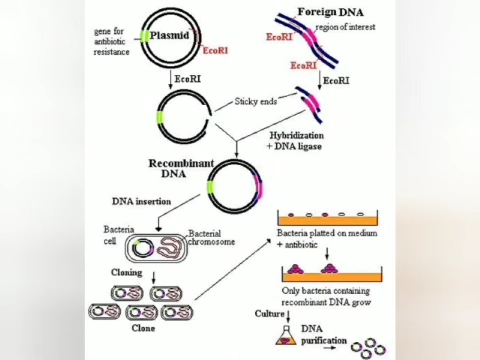 gene for
antibiotic
resistance
Plasmid
EcoRI
Foreign DNA
region of interest
EcoRI
EcoRI
EcoRI
EcoRI
Sticky ends
Hybridization
+ DNA ligase
Recombinant
DNA
DNA insertion
Bacteria
cell
Bacterial
chromosome
Bacteria platted on medium
+ antibiotic
Cloning
Clone
Only bacteria containing
recombinant DNA grow
Culture
DNA
purification